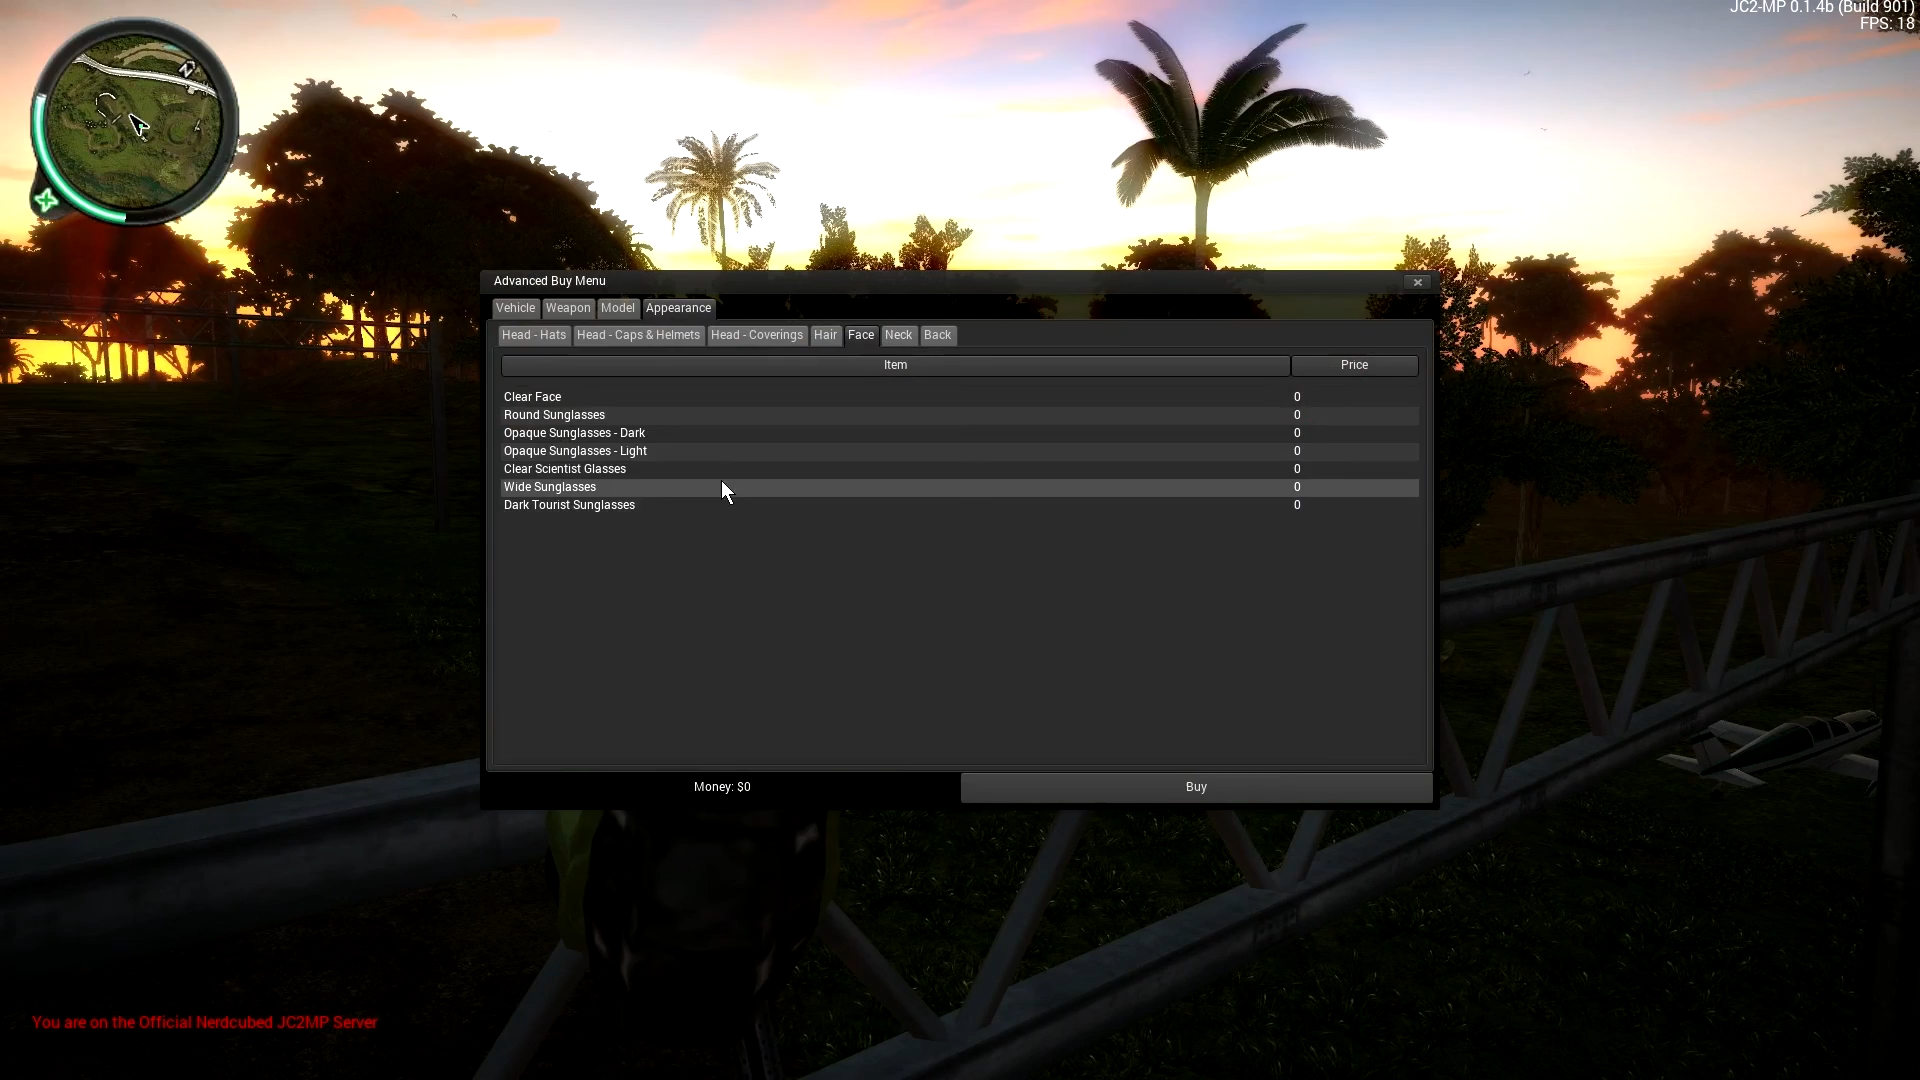 JC2-MP 0.1.4b (Build 901)
FPS: 18
N
Advanced Buy Menu
Vehicle Weapon Model Appearance
Head - Hats Head - Caps & Helmets Head - Coverings Hair Face Neck Back
Item Price
Clear Face 0
Round Sunglasses 0
Opaque Sunglasses - Dark 0
Opaque Sunglasses - Light 0
Clear Scientist Glasses 0
Wide Sunglasses 0
Dark Tourist Sunglasses 0
Money: $0 Buy
You are on the Official Nerdcubed JC2MP Server